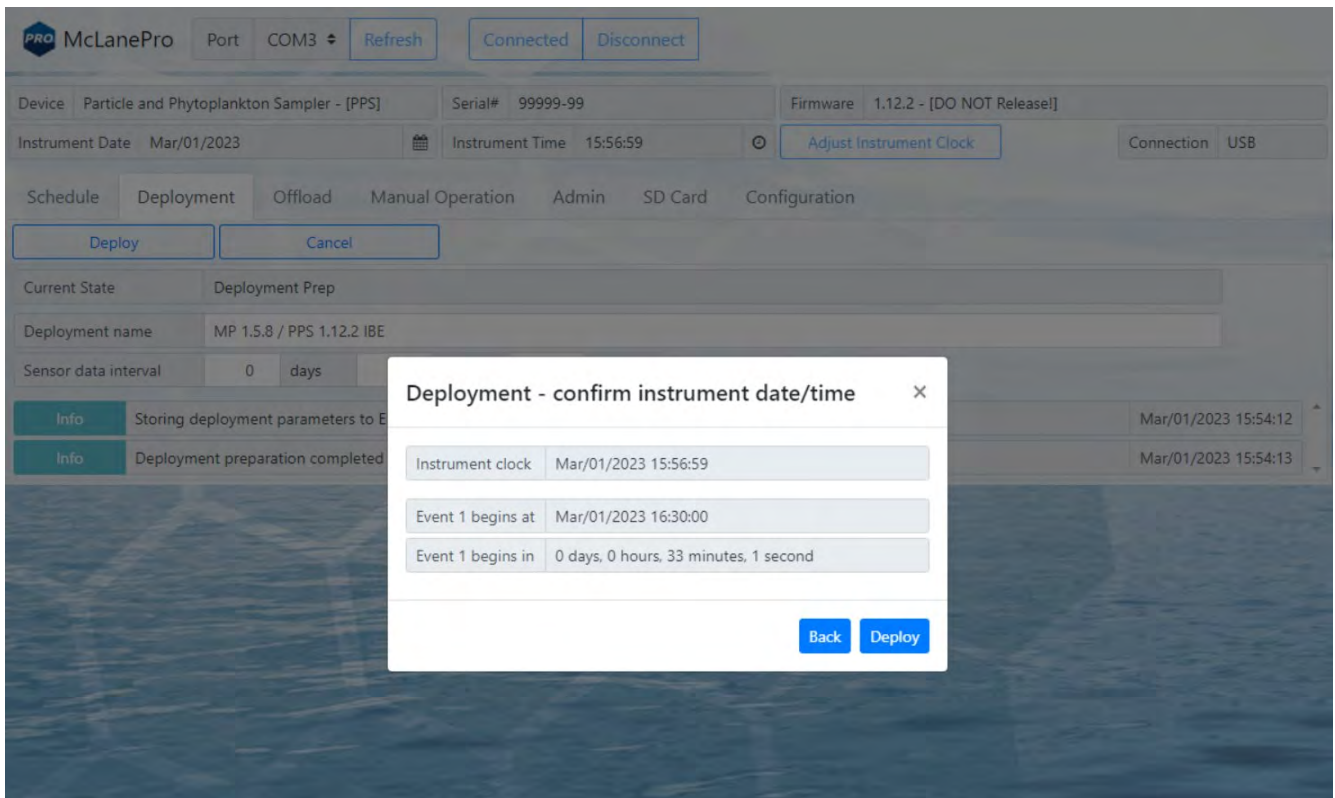 PRO McLanePro Port COM3 Refresh Connected Disconnect
Device Particle and Phytoplankton Sampler - [PPS] Serial# 99999-99 Firmware 1.12.2 - [DO NOT Release!]
Instrument Date Mar/01/2023 Instrument Time 15:56:59 Adjust Instrument Clock Connection USB
Schedule Deployment Offload Manual Operation Admin SD Card Configuration
Deploy Cancel
Current State Deployment Prep
Deployment name MP 1.5.8 / PPS 1.12.2 IBE
Sensor data interval 0 days
Info Storing deployment parameters to E Mar/01/2023 15:54:12
Info Deployment preparation completed Mar/01/2023 15:54:13
Deployment - confirm instrument date/time ×
Instrument clock Mar/01/2023 15:56:59
Event 1 begins at Mar/01/2023 16:30:00
Event 1 begins in 0 days, 0 hours, 33 minutes, 1 second
Back Deploy